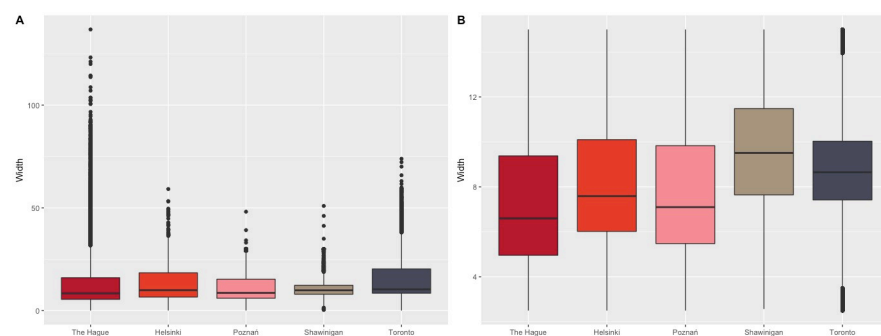 A
Width
100
50
0
The Hague Helsinki Poznań Shawinigan Toronto
B
Width
12
8
4
The Hague Helsinki Poznań Shawinigan Toronto